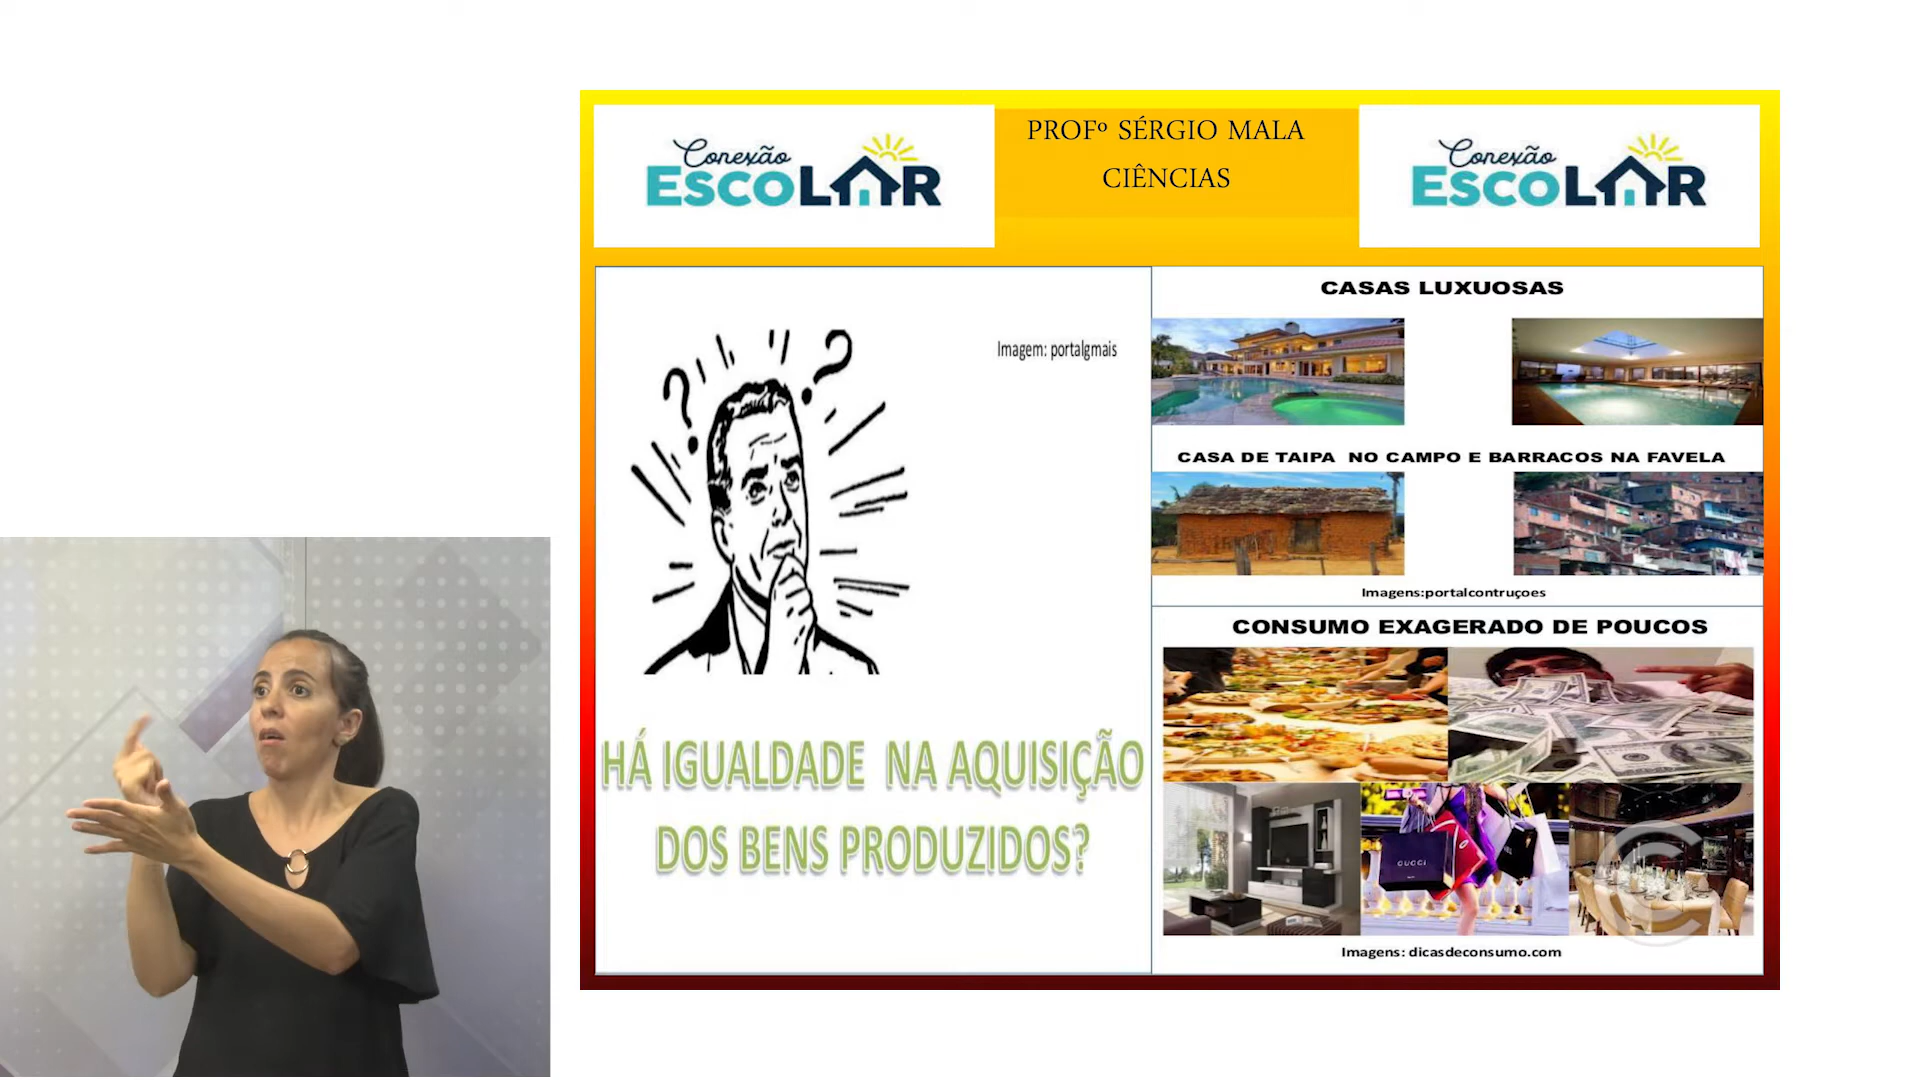 Conexão
ESCOLAR
PROFº SÉRGIO MALA
CIÊNCIAS
Conexão
ESCOLAR
Imagem: portalgmais
HÁ IGUALDADE NA AQUISIÇÃO
DOS BENS PRODUZIDOS?
CASAS LUXUOSAS
CASA DE TAIPA NO CAMPO E BARRACOS NA FAVELA
Imagens:portalcontruçoes
CONSUMO EXAGERADO DE POUCOS
GUCCI
Imagens: dicasdeconsumo.com